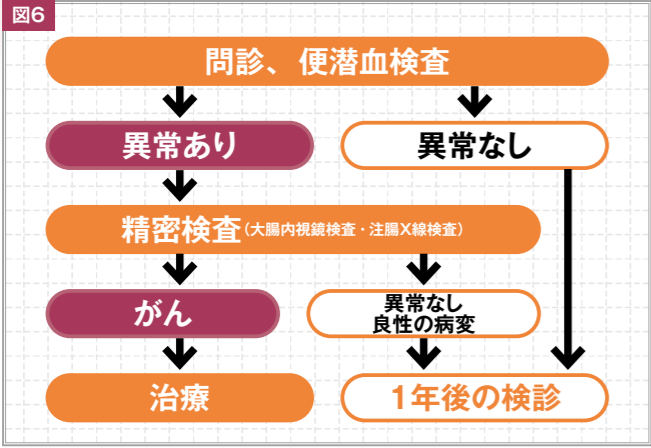 図6
問診、便潜血検査
異常あり
異常なし
精密検査(大腸内視鏡検査・注腸X線検査)
がん
異常なし
良性の病変
治療
1年後の検診